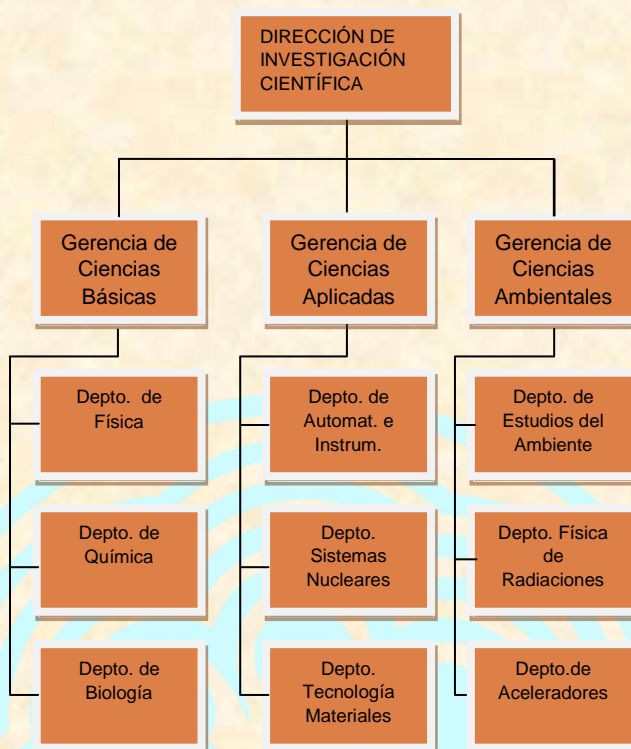 DIRECCIÓN DE
INVESTIGACIÓN
CIENTÍFICA
Gerencia de
Ciencias
Básicas
Gerencia de
Ciencias
Aplicadas
Gerencia de
Ciencias
Ambientales
Depto. de
Física
Depto. de
Automat. e
Instrum.
Depto. de
Estudios del
Ambiente
Depto. de
Química
Depto.
Sistemas
Nucleares
Depto. Física
de
Radiaciones
Depto. de
Biología
Depto.
Tecnología
Materiales
Depto.de
Aceleradores